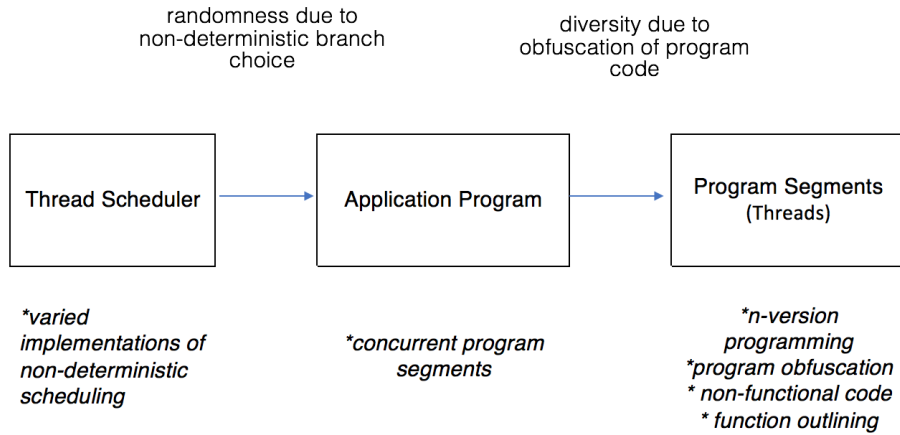 randomness due to
non-deterministic branch
choice
diversity due to
obfuscation of program
code
Thread Scheduler
Application Program
Program Segments
(Threads)
*varied
implementations of
non-deterministic
scheduling
*concurrent program
segments
*n-version
programming
*program obfuscation
* non-functional code
* function outlining